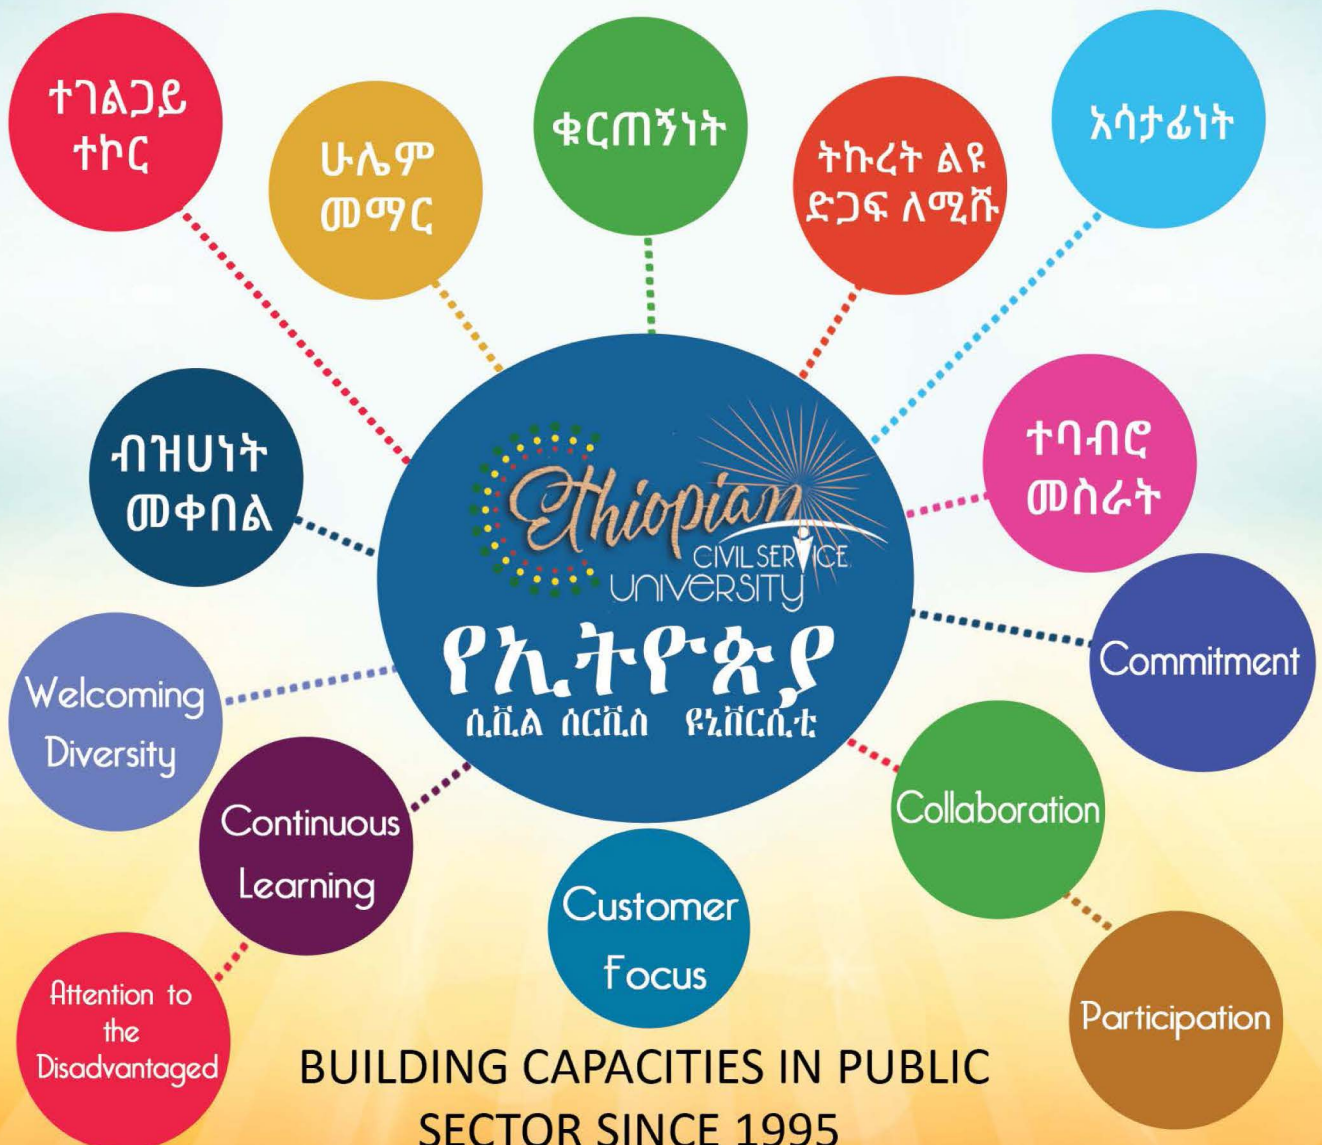 ተገልጋይ
ተኮር
ሁሌም
መማር
ቁርጠኝነት
ትኩረት ልዩ
ድጋፍ ለሚሹ
አሳታፊነት
ብዝሀነት
መቀበል
ተባብሮ
መስራት
Ethiopian
CIVIL SERVICE
UNIVERSITY
የኢትዮጵያ
ሲቪል ሰርቪስ ዩኒቨርሲቲ
Welcoming
Diversity
Commitment
Continuous
Learning
Collaboration
Customer
Focus
Attention to
the
Disadvantaged
Participation
BUILDING CAPACITIES IN PUBLIC
SECTOR SINCE 1995